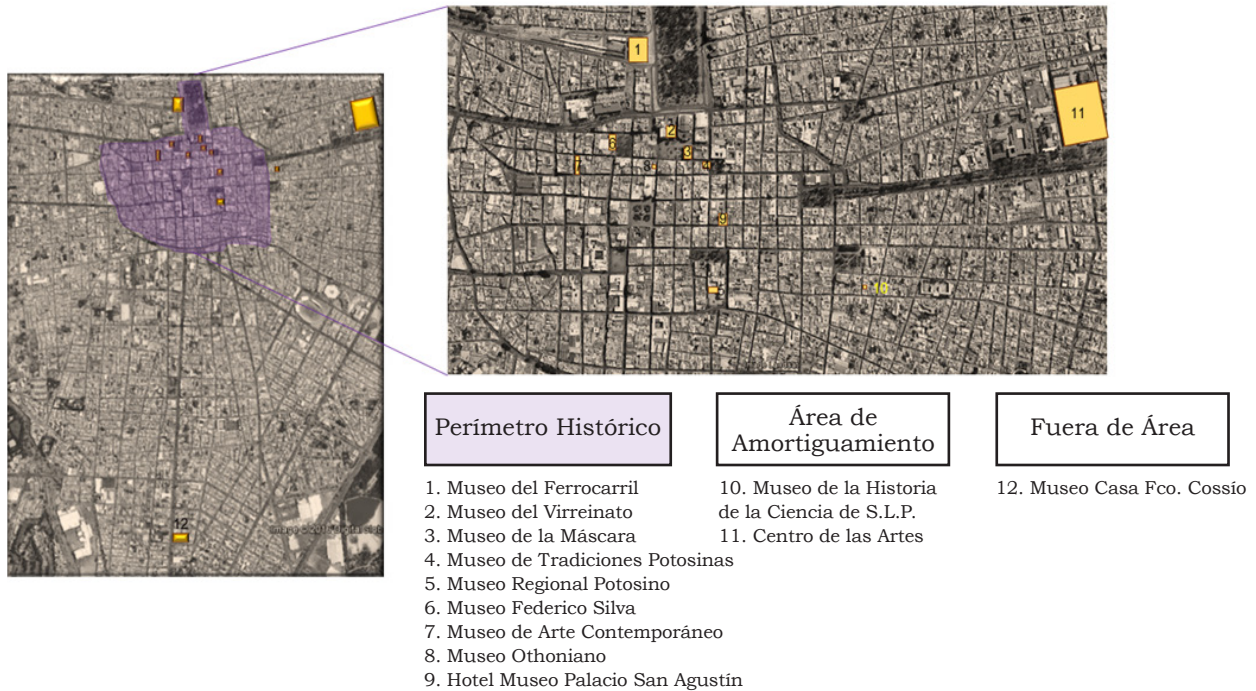 1
11
2
6
3
8
7
4
9
10
12
Perímetro Histórico
1. Museo del Ferrocarril
2. Museo del Virreinato
3. Museo de la Máscara
4. Museo de Tradiciones Potosinas
5. Museo Regional Potosino
6. Museo Federico Silva
7. Museo de Arte Contemporáneo
8. Museo Othoniano
9. Hotel Museo Palacio San Agustín
Área de
Amortiguamiento
10. Museo de la Historia
de la Ciencia de S.L.P.
11. Centro de las Artes
Fuera de Área
12. Museo Casa Fco. Cossío